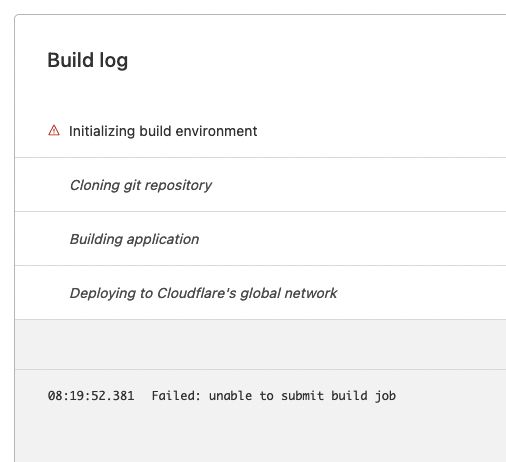 Build log
Initializing build environment
Cloning git repository
Building application
Deploying to Cloudflare's global network
08:19:52.381 Failed: unable to submit build job